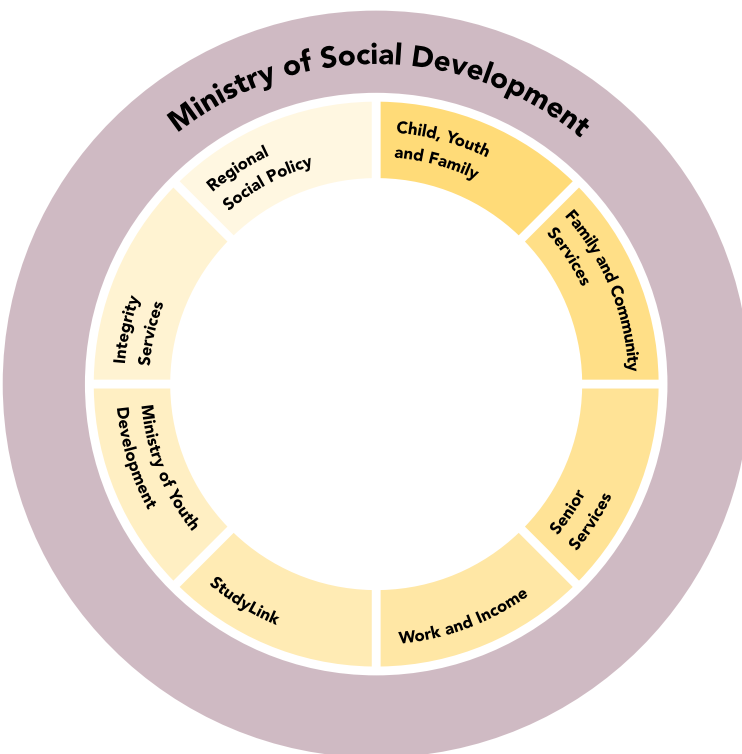 Ministry of Social Development
Child, Youth
and Family
Family and Community
Services
Senior
Services
Work and Income
StudyLink
Ministry of Youth
Development
Integrity
Services
Regional
Social Policy